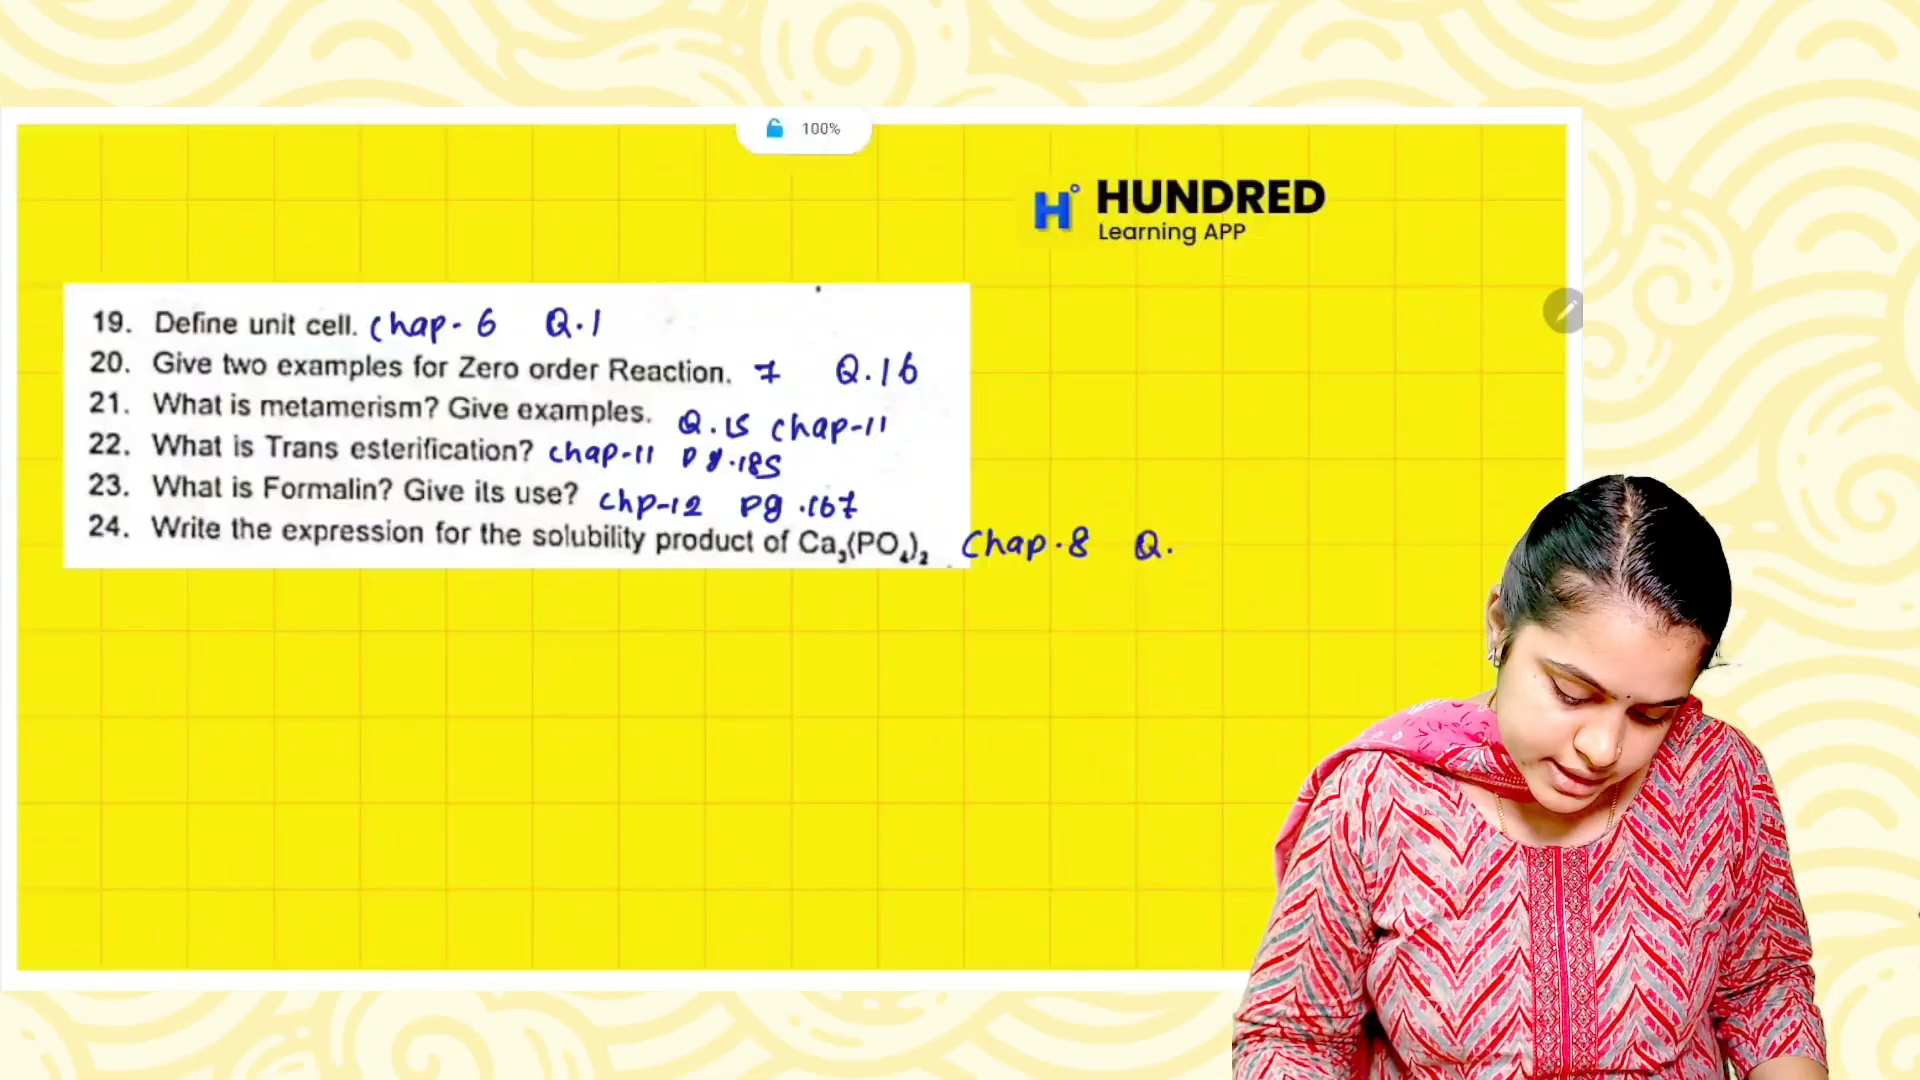 100%
H° HUNDRED
Learning APP
19. Define unit cell. Chap- 6 Q.1
20. Give two examples for Zero order Reaction. 7 Q.16
21. What is metamerism? Give examples. Q.15 chap-11
22. What is Trans esterification? chap-11 pg.185
23. What is Formalin? Give its use? chp-12 pg.167
24. Write the expression for the solubility product of Ca₃(PO₄)₂ Chap.8 Q.